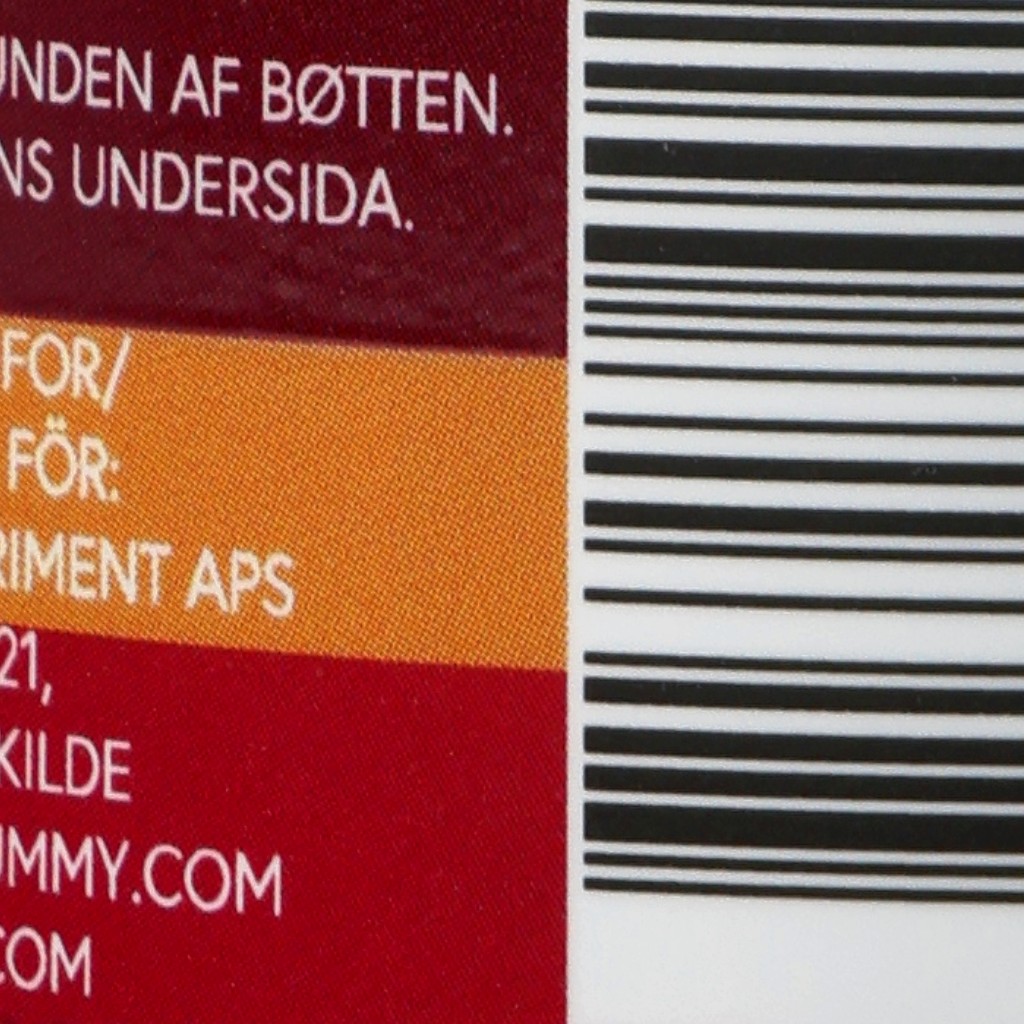 UNDEN AF BØTTEN.
NS UNDERSIDA.
FOR/
FÖR:
RIMENT APS
21,
KILDE
UMMY.COM
COM